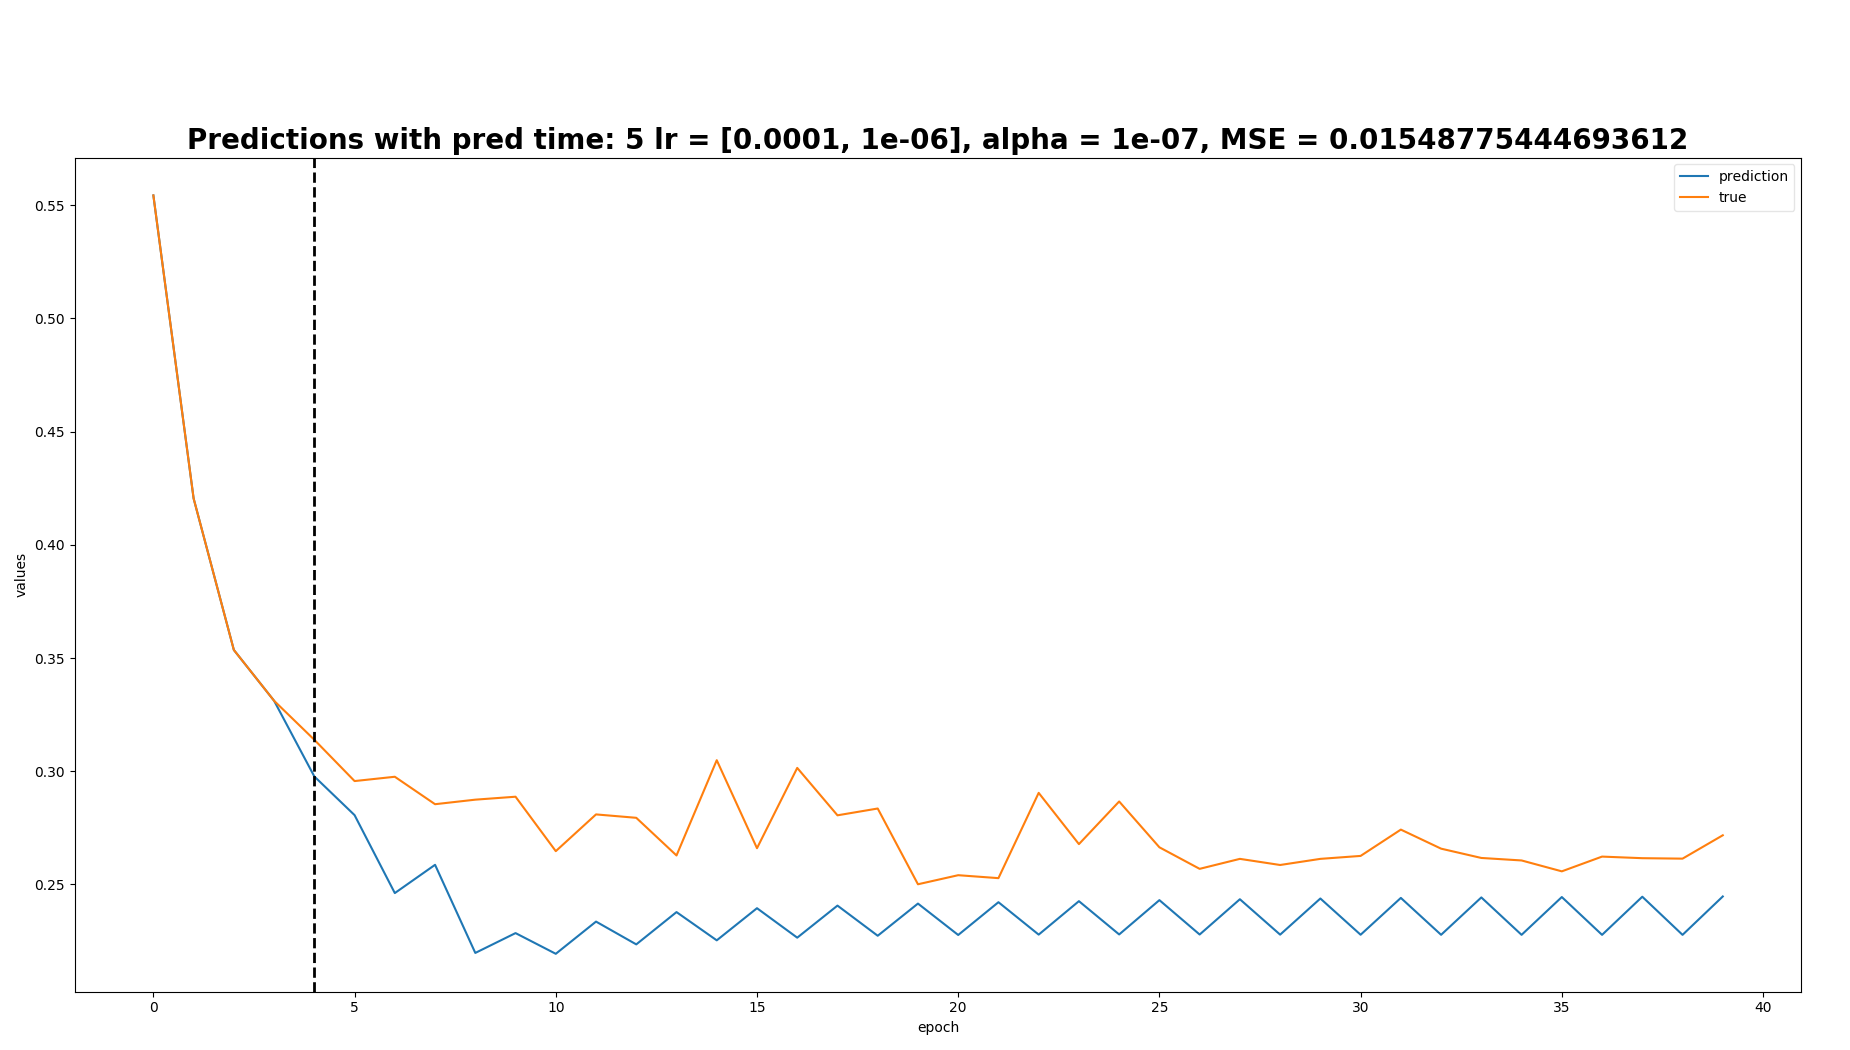 Predictions with pred time: 5 lr = [0.0001, 1e-06], alpha = 1e-07, MSE = 0.01548775444693612
prediction
true
0.55
0.50
0.45
0.40
0.35
0.30
0.25
values
0 5 10 15 20 25 30 35 40
epoch